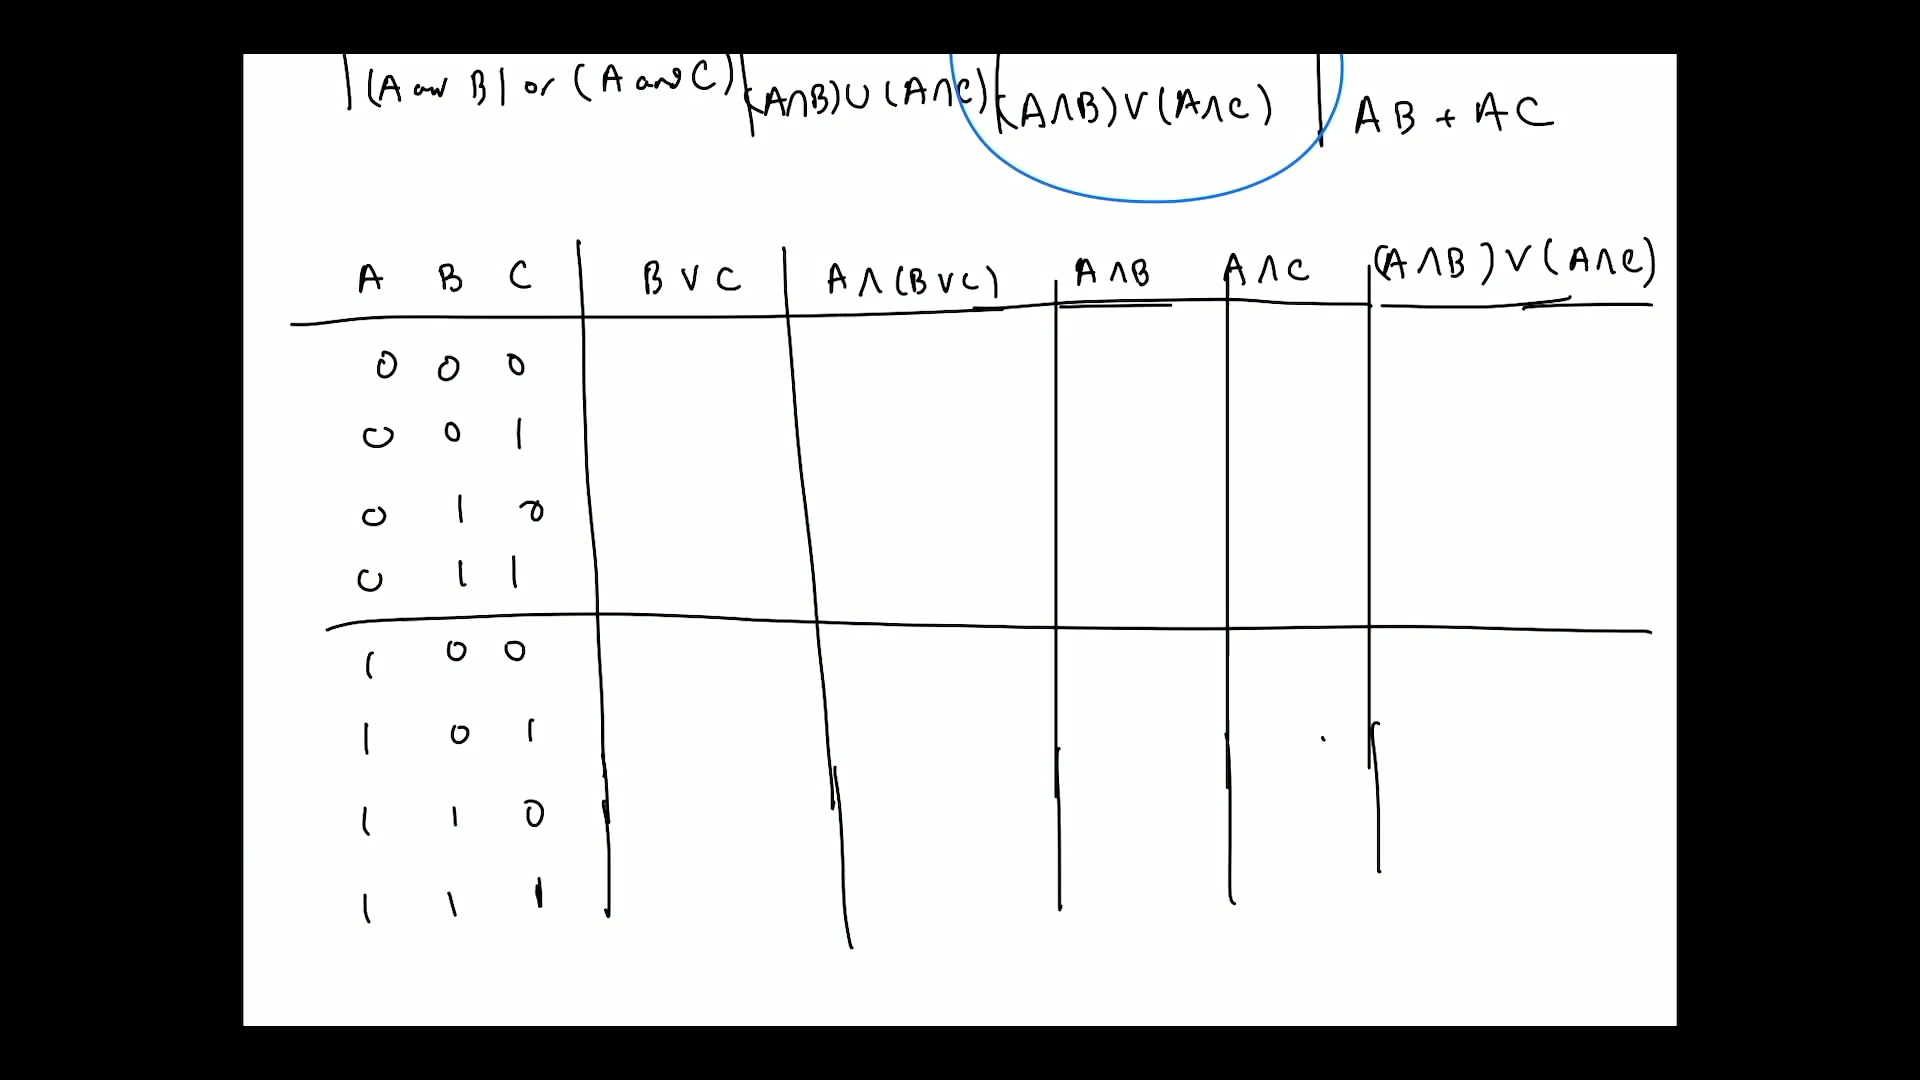 (A and B) or (A and C) (A∩B)∪(A∩C) (A∧B)∨(A∧C) AB + AC
A B C B ∨ C A∧(B∨C) A∧B A∧C (A∧B)∨(A∧C)
0 0 0
0 0 1
0 1 0
0 1 1
1 0 0
1 0 1
1 1 0
1 1 1